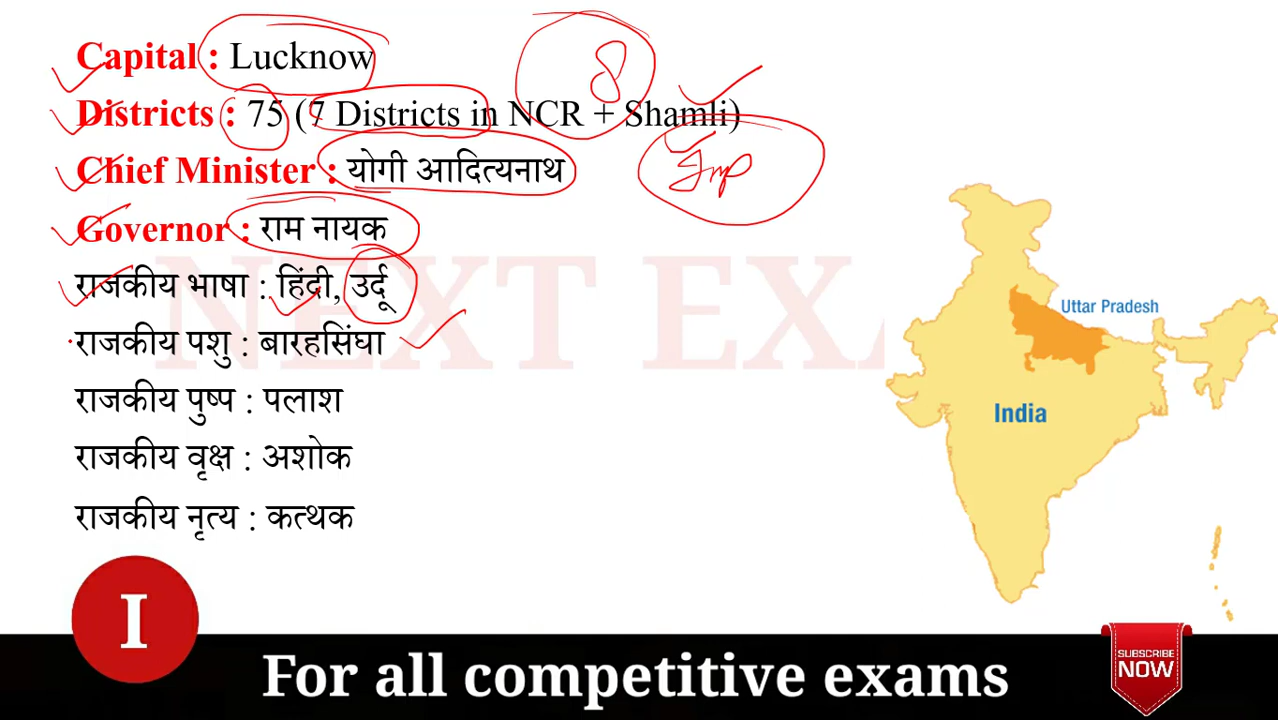 Capital : Lucknow
8
Districts : 75 (7 Districts in NCR + Shamli)
Chief Minister : योगी आदित्यनाथ
Imp
Governor : राम नायक
राजकीय भाषा : हिंदी, उर्दू
राजकीय पशु : बारहसिंघा
राजकीय पुष्प : पलाश
राजकीय वृक्ष : अशोक
राजकीय नृत्य : कत्थक
NEXT EXA
Uttar Pradesh
India
I
For all competitive exams
SUBSCRIBE
NOW